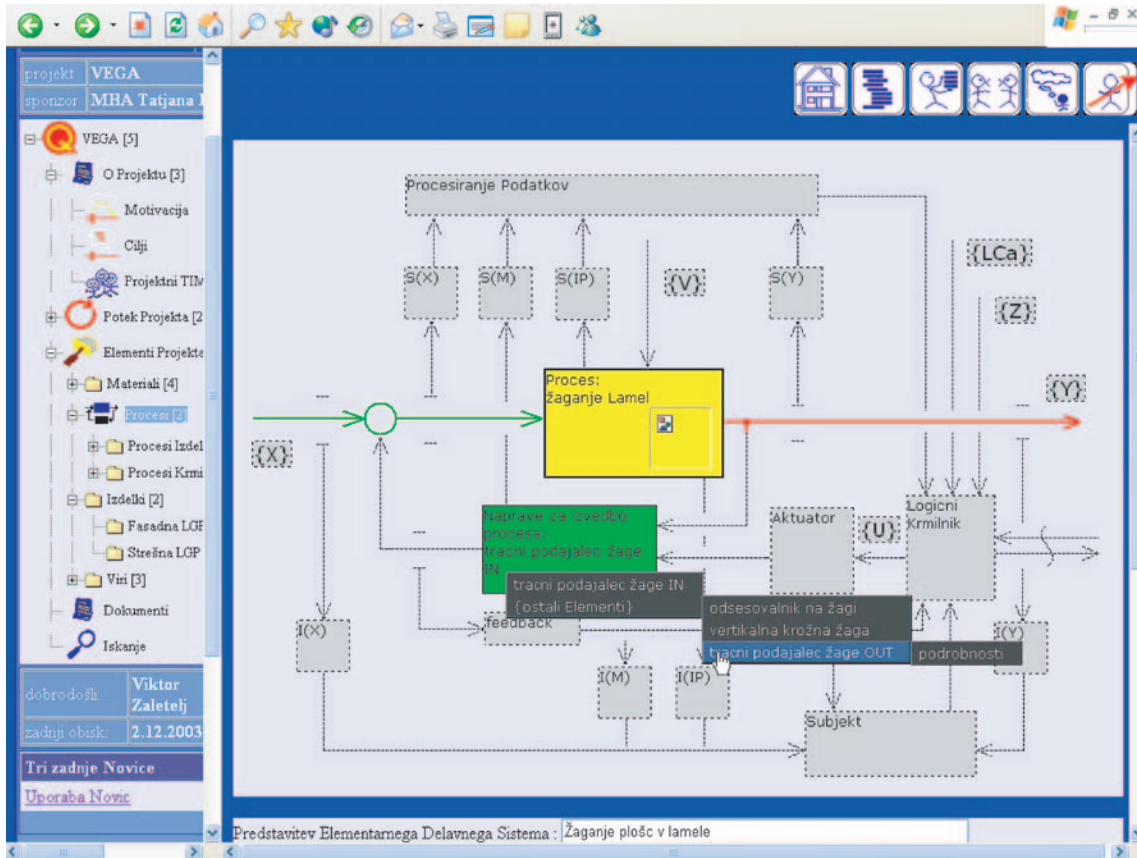 projekt VEGA
sponzor MBA Tatjana
VEGA [5]
O Projektu [3]
Motivacija
Cilji
Projektni TIM
Potek Projekta [2
Elementi Projekta
Materiali [4]
Procesi [2]
Procesi Izdel
Procesi Krmi
Izdelki [2]
Fasadna LGP
Strešna LGP
Viri [3]
Dokumenti
Iskanje
dobrodošli: Viktor
Zaletelj
zadnji obisk: 2.12.2003
Tri zadnje Novice
Uporaba Novic
Procesiranje Podatkov
S(X)
S(M)
S(IP)
{V}
S(Y)
{LCa}
{Z}
Proces:
žaganje Lamel
{Y}
{X}
Naprave za izvedbo
procesa:
tracni podajalec žage
IN
Aktuator
{U}
Logicni
Krmilnik
tracni podajalec žage IN
{ostali Elementi}
odsesovalnik na žagi
vertikalna krožna žaga
tracni podajalec žage OUT
podrobnosti
feedback
I(X)
I(M)
I(IP)
I(Y)
Subjekt
Predstavitev Elementarnega Delavnega Sistema : Žaganje plošc v lamele